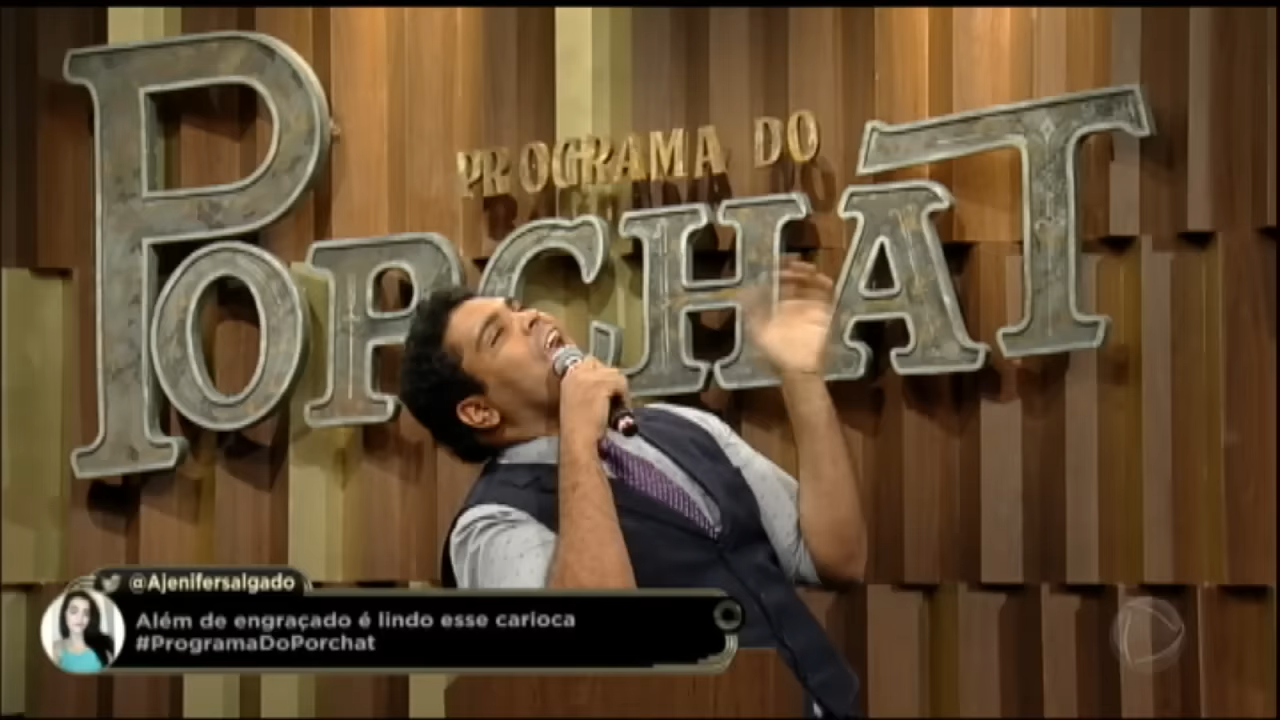 PROGRAMA DO
PORCHAT
@Ajenifersalgado
Além de engraçado é lindo esse carioca
#ProgramaDoPorchat